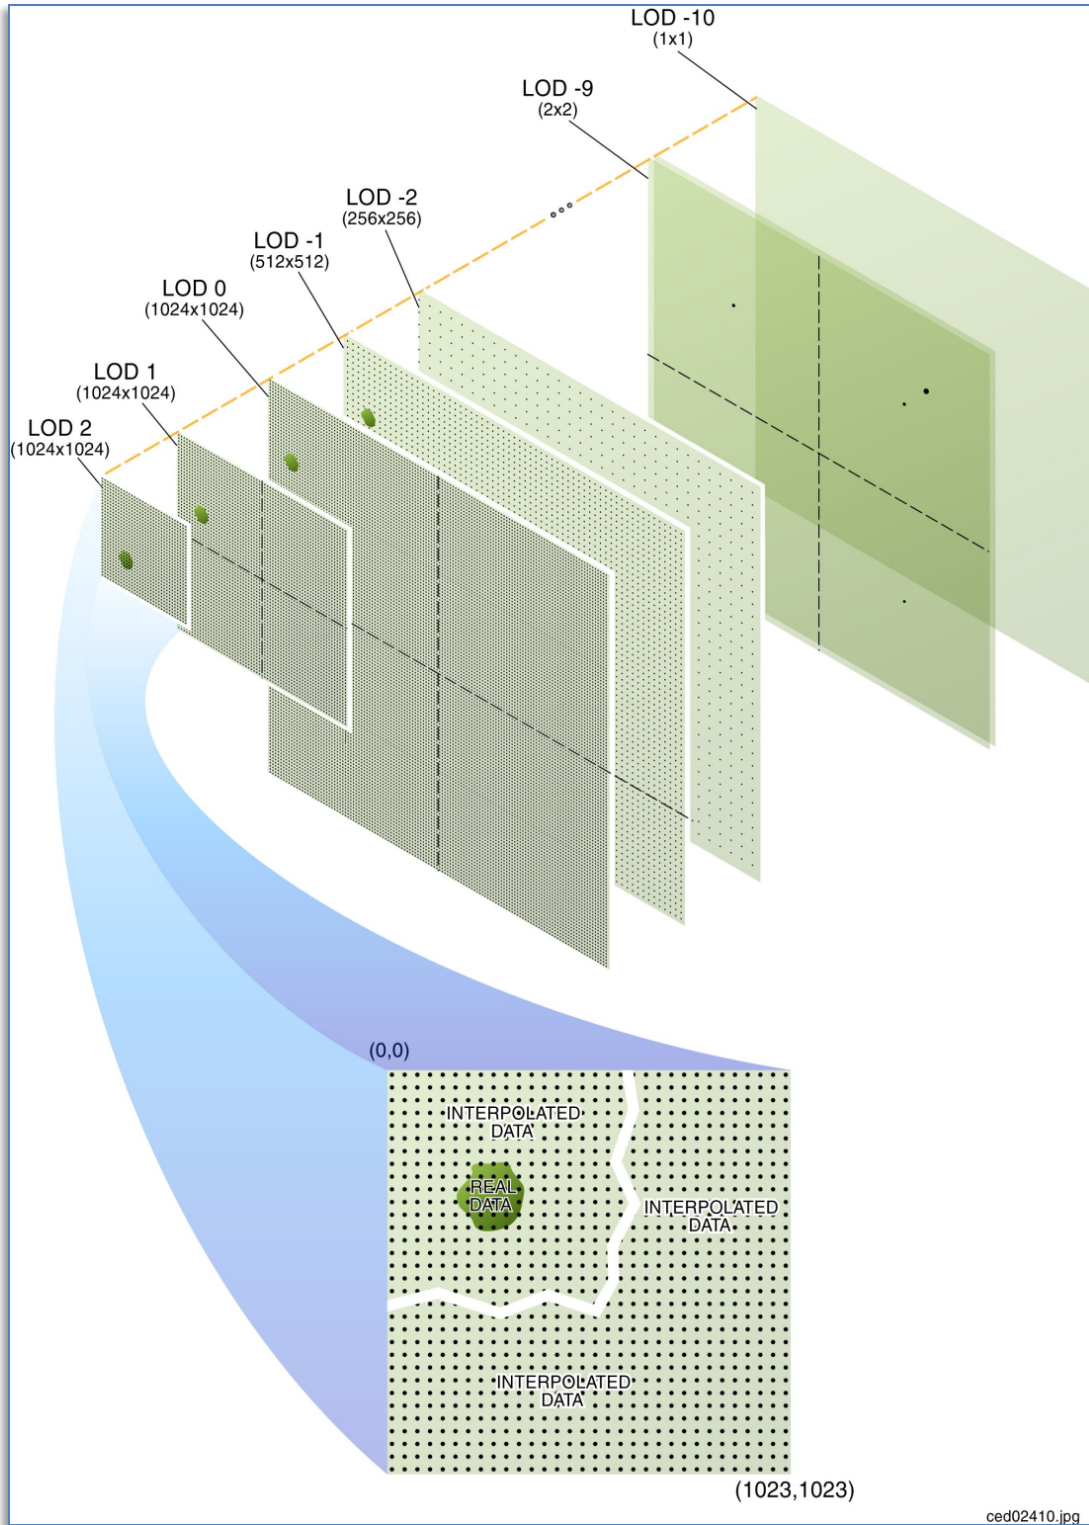 LOD -10
(1x1)
LOD -9
(2x2)
LOD -2
(256x256)
LOD -1
(512x512)
LOD 0
(1024x1024)
LOD 1
(1024x1024)
LOD 2
(1024x1024)
(0,0)
INTERPOLATED
DATA
REAL
DATA
INTERPOLATED
DATA
INTERPOLATED
DATA
(1023,1023)
ced02410.jpg